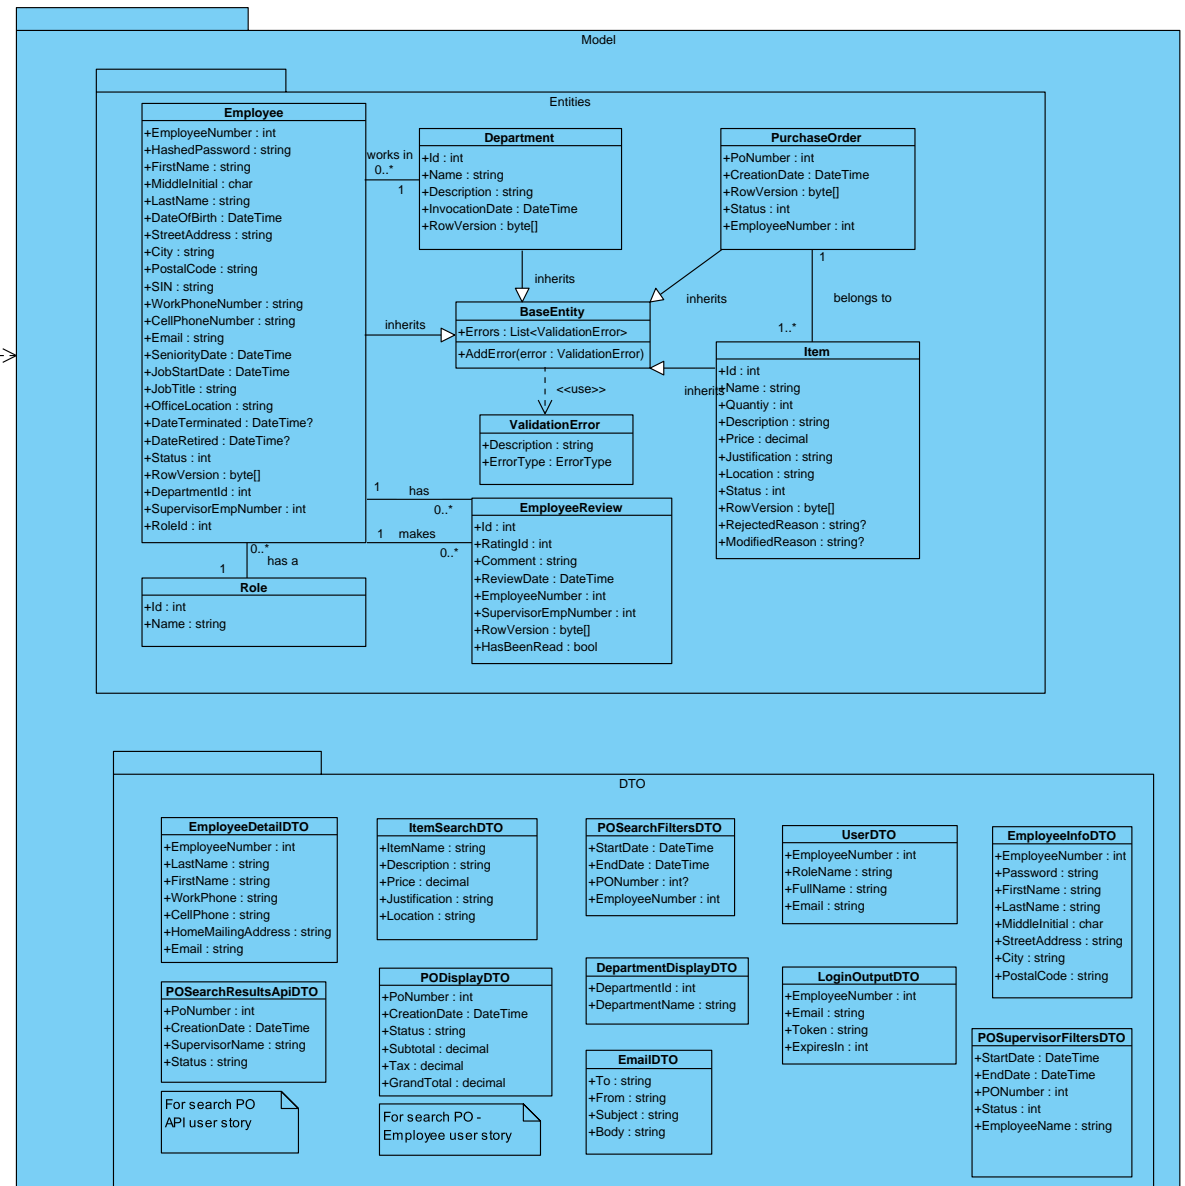 Model
Entities
Employee
+EmployeeNumber : int
+HashedPassword : string
+FirstName : string
+MiddleInitial : char
+LastName : string
+DateOfBirth : DateTime
+StreetAddress : string
+City : string
+PostalCode : string
+SIN : string
+WorkPhoneNumber : string
+CellPhoneNumber : string
+Email : string
+SeniorityDate : DateTime
+JobStartDate : DateTime
+JobTitle : string
+OfficeLocation : string
+DateTerminated : DateTime?
+DateRetired : DateTime?
+Status : int
+RowVersion : byte[]
+DepartmentId : int
+SupervisorEmpNumber : int
+RoleId : int
works in
0..*
1
Department
+Id : int
+Name : string
+Description : string
+InvocationDate : DateTime
+RowVersion : byte[]
PurchaseOrder
+PoNumber : int
+CreationDate : DateTime
+RowVersion : byte[]
+Status : int
+EmployeeNumber : int
inherits
inherits
1
belongs to
1..*
inherits
BaseEntity
+Errors : List<ValidationError>
+AddError(error : ValidationError)
<<use>>
inherits
Item
+Id : int
+Name : string
+Quantiy : int
+Description : string
+Price : decimal
+Justification : string
+Location : string
+Status : int
+RowVersion : byte[]
+RejectedReason : string?
+ModifiedReason : string?
ValidationError
+Description : string
+ErrorType : ErrorType
1
has
0..*
1
makes
0..*
EmployeeReview
+Id : int
+RatingId : int
+Comment : string
+ReviewDate : DateTime
+EmployeeNumber : int
+SupervisorEmpNumber : int
+RowVersion : byte[]
+HasBeenRead : bool
0..*
has a
1
Role
+Id : int
+Name : string
DTO
EmployeeDetailDTO
+EmployeeNumber : int
+LastName : string
+FirstName : string
+WorkPhone : string
+CellPhone : string
+HomeMailingAddress : string
+Email : string
ItemSearchDTO
+ItemName : string
+Description : string
+Price : decimal
+Justification : string
+Location : string
POSearchFiltersDTO
+StartDate : DateTime
+EndDate : DateTime
+PONumber : int?
+EmployeeNumber : int
UserDTO
+EmployeeNumber : int
+RoleName : string
+FullName : string
+Email : string
EmployeeInfoDTO
+EmployeeNumber : int
+Password : string
+FirstName : string
+LastName : string
+MiddleInitial : char
+StreetAddress : string
+City : string
+PostalCode : string
POSearchResultsApiDTO
+PoNumber : int
+CreationDate : DateTime
+SupervisorName : string
+Status : string
PODisplayDTO
+PoNumber : int
+CreationDate : DateTime
+Status : string
+Subtotal : decimal
+Tax : decimal
+GrandTotal : decimal
DepartmentDisplayDTO
+DepartmentId : int
+DepartmentName : string
LoginOutputDTO
+EmployeeNumber : int
+Email : string
+Token : string
+ExpiresIn : int
POSupervisorFiltersDTO
+StartDate : DateTime
+EndDate : DateTime
+PONumber : int
+Status : int
+EmployeeName : string
EmailDTO
+To : string
+From : string
+Subject : string
+Body : string
For search PO
API user story
For search PO -
Employee user story